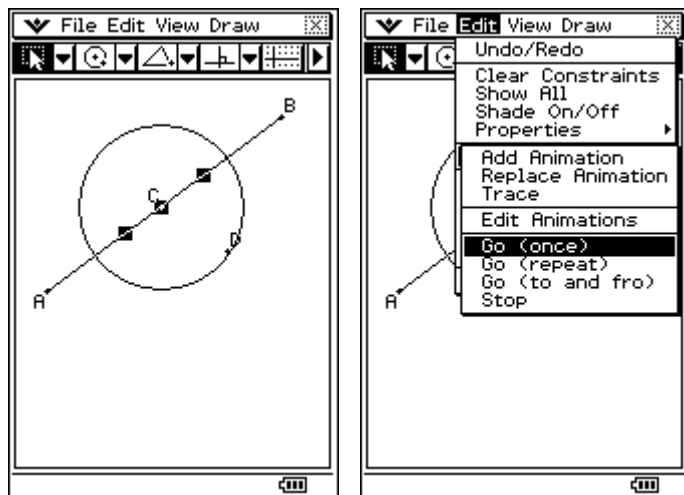 File Edit View Draw
B
C
D
A
File Edit View Draw
Undo/Redo
Clear Constraints
Show All
Shade On/Off
Properties
Add Animation
Replace Animation
Trace
Edit Animations
Go (once)
Go (repeat)
Go (to and fro)
Stop
A